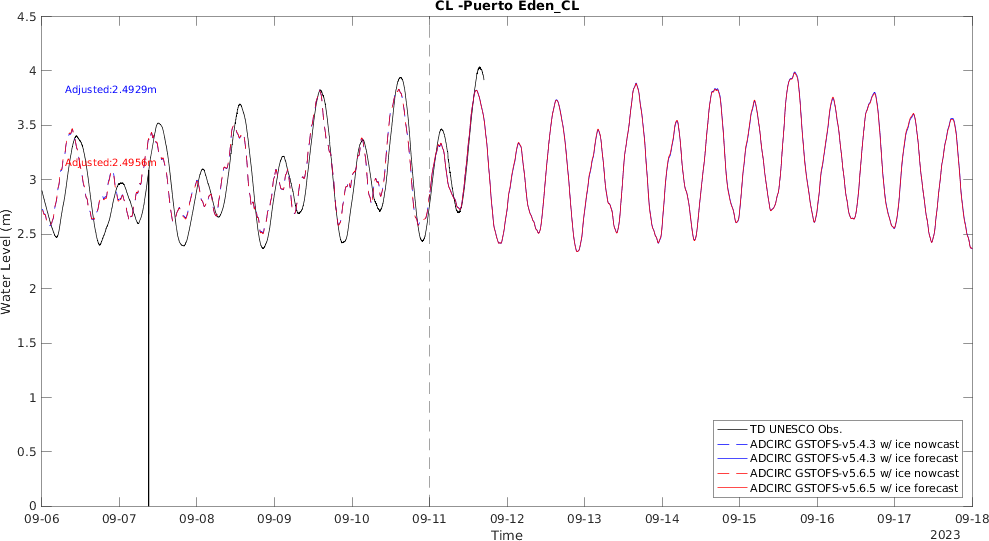 CL -Puerto Eden_CL
Water Level (m)
4.5
4
3.5
3
2.5
2
1.5
1
0.5
0
Adjusted:2.4929m
Adjusted:2.4956m
TD UNESCO Obs.
ADCIRC GSTOFS-v5.4.3 w/ ice nowcast
ADCIRC GSTOFS-v5.4.3 w/ ice forecast
ADCIRC GSTOFS-v5.6.5 w/ ice nowcast
ADCIRC GSTOFS-v5.6.5 w/ ice forecast
09-06 09-07 09-08 09-09 09-10 09-11 09-12 09-13 09-14 09-15 09-16 09-17 09-18
Time
2023